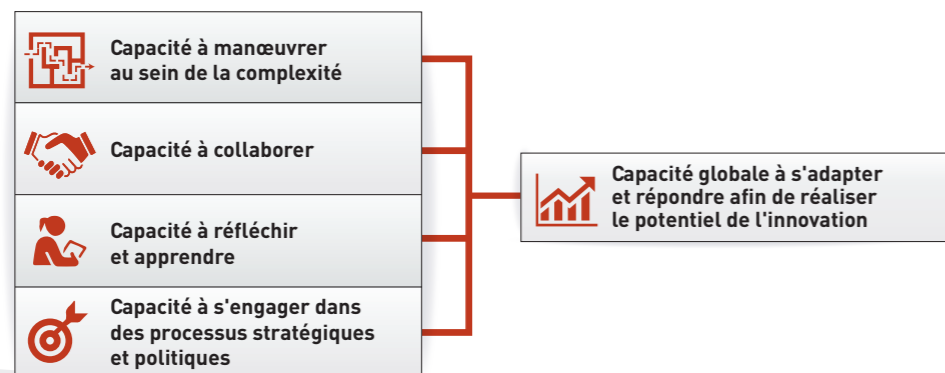 Capacité à manœuvrer
au sein de la complexité
Capacité à collaborer
Capacité à réfléchir
et apprendre
Capacité à s'engager dans
des processus stratégiques
et politiques
Capacité globale à s'adapter
et répondre afin de réaliser
le potentiel de l'innovation